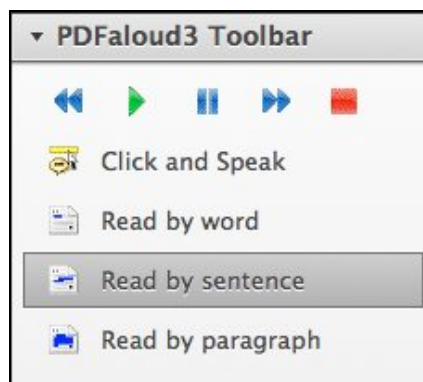 PDFaloud3 Toolbar
Click and Speak
Read by word
Read by sentence
Read by paragraph